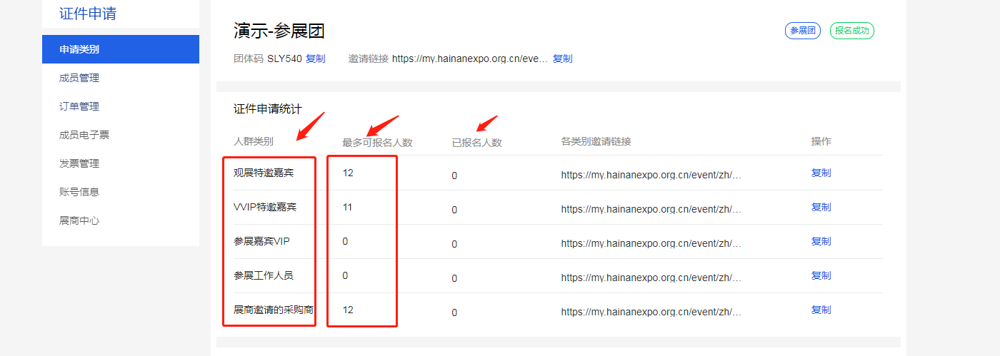 证件申请
申请类别
成员管理
订单管理
成员电子票
发票管理
账号信息
展商中心
演示-参展团
参展团 报名成功
团体码 SLY540 复制 邀请链接 https://my.hainanexpo.org.cn/eve... 复制
证件申请统计
人群类别 最多可报名人数 已报名人数 各类别邀请链接 操作
观展特邀嘉宾 12 0 https://my.hainanexpo.org.cn/event/zh/... 复制
VVIP特邀嘉宾 11 0 https://my.hainanexpo.org.cn/event/zh/... 复制
参展嘉宾VIP 0 0 https://my.hainanexpo.org.cn/event/zh/... 复制
参展工作人员 0 0 https://my.hainanexpo.org.cn/event/zh/... 复制
展商邀请的采购商 12 0 https://my.hainanexpo.org.cn/event/zh/... 复制